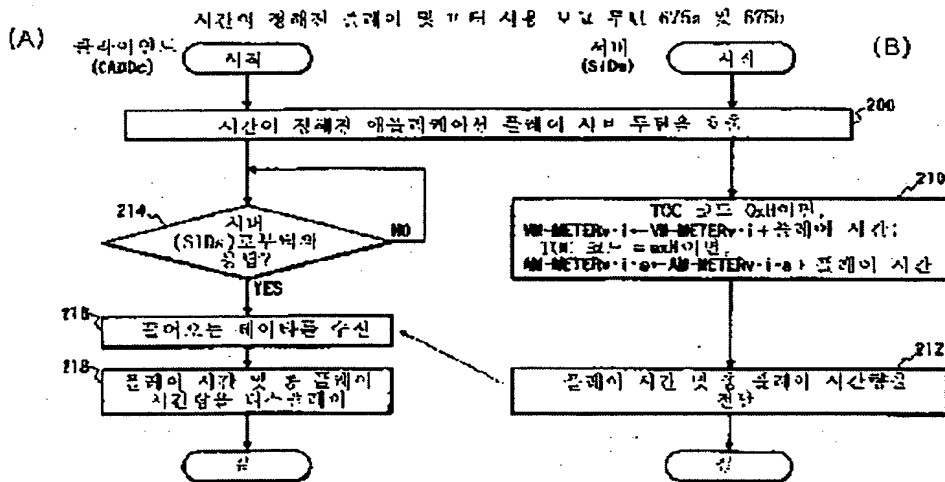 시간이 정해진 플레이 및 미터 사용 보고 루틴 675a 및 675b
(A)
클라이언트
(CADDc)
시작
서버
(SIDs)
시작
(B)
시간이 정해진 애플리케이션 플레이 서브 루틴을 호출
200
210
TOC 코드 0xH이면,
VM-METERv·i←VM-METERv·i+플레이 시간;
TOC 코드 =axH이면,
AM-METERv·i·a←AM-METERv·i·a+ 플레이 시간
214
서버
(SIDs)로부터의
응답?
NO
YES
216
들어오는 데이타를 수신
218
플레이 시간 및 총 플레이
시간량을 디스플레이
212
플레이 시간 및 총 플레이 시간량을
전달
끝
끝